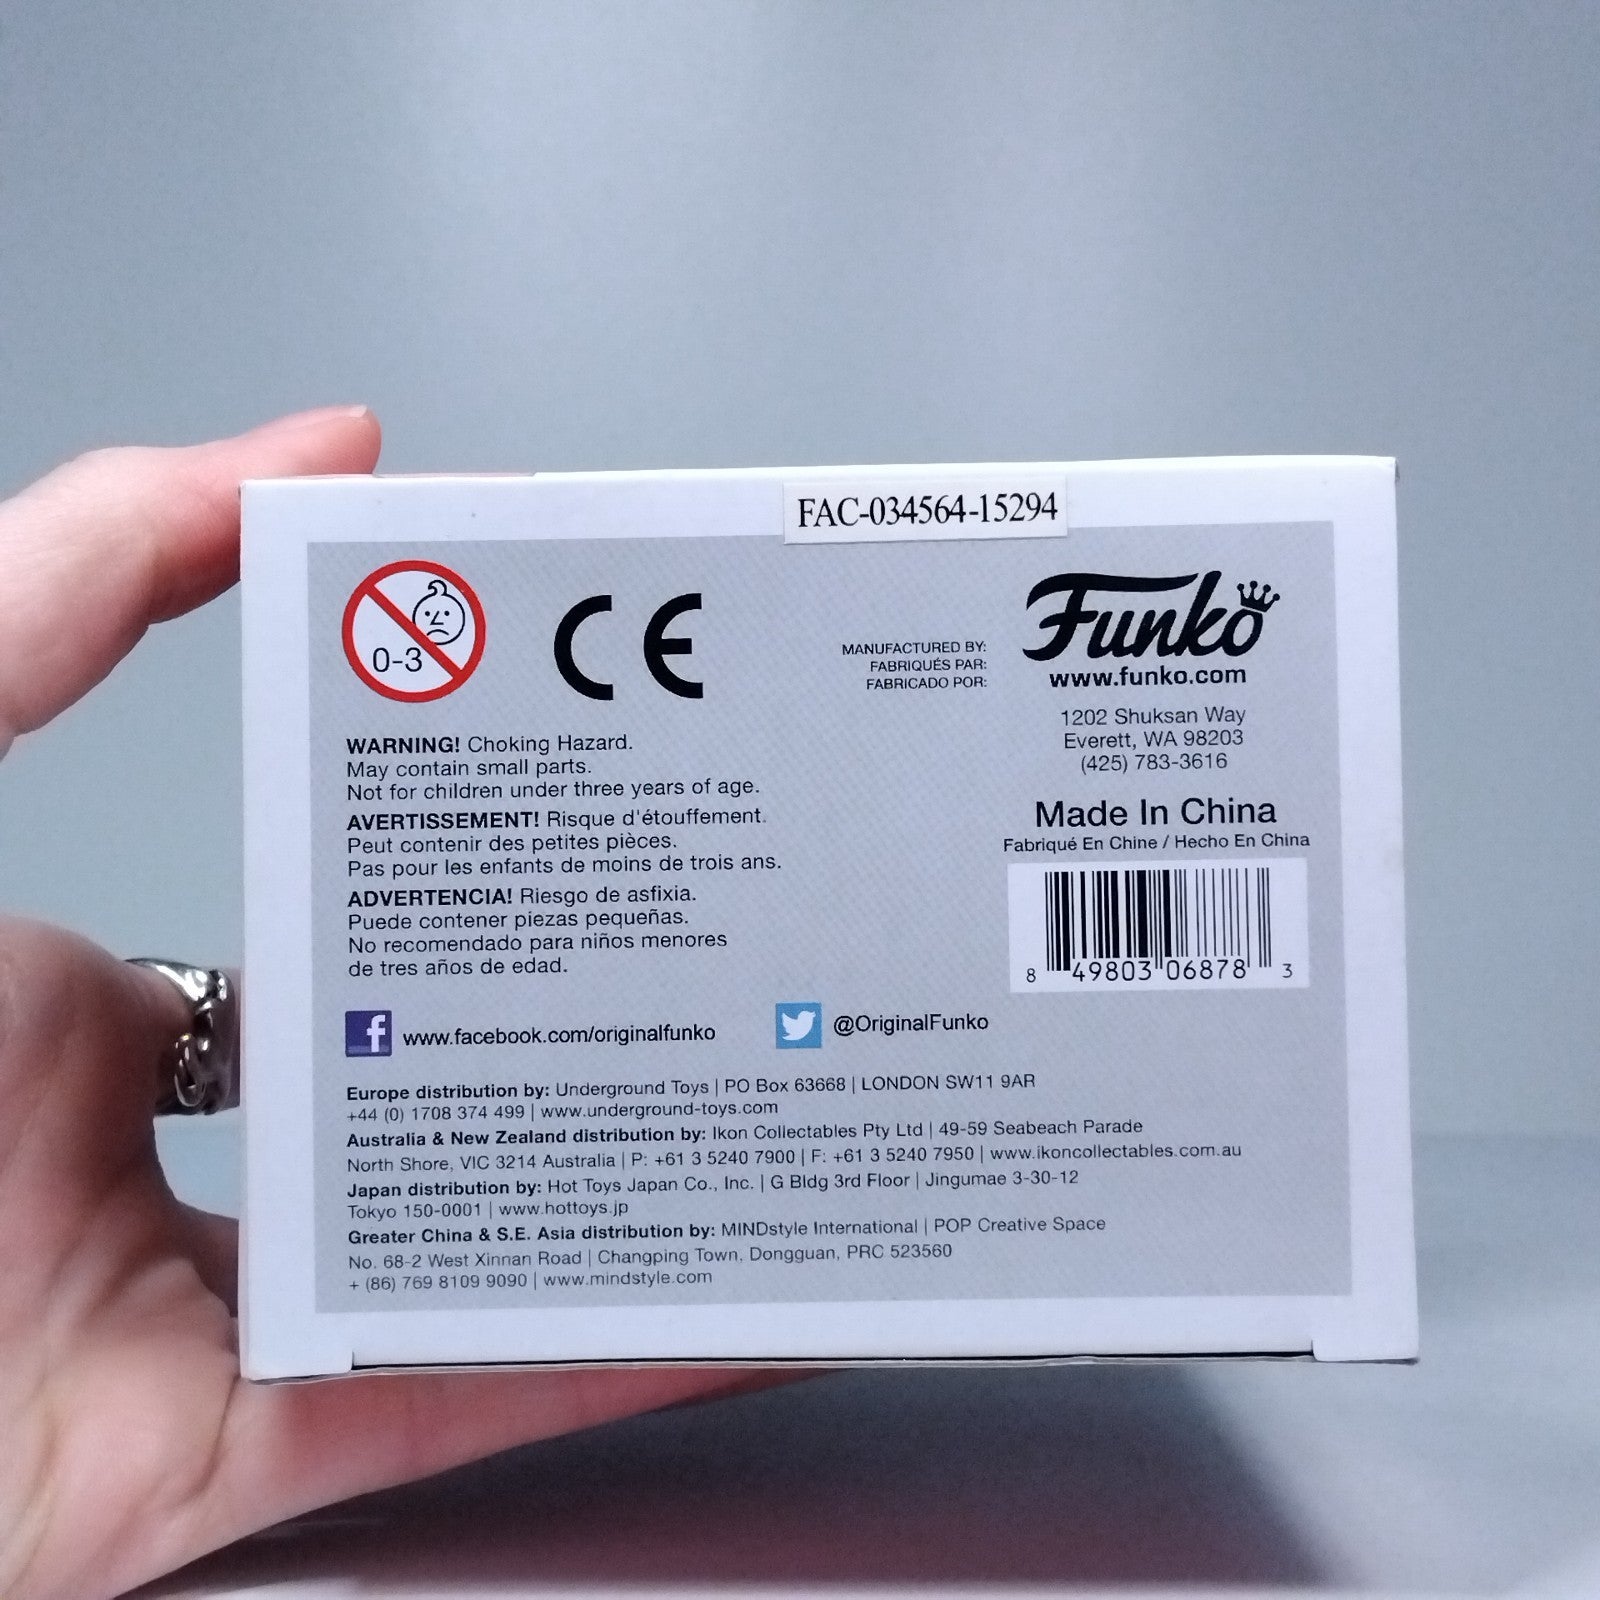 FAC-034564-15294
0-3
CE
MANUFACTURED BY:
FABRIQUÉS PAR:
FABRICADO POR:
Funko
www.funko.com
1202 Shuksan Way
Everett, WA 98203
(425) 783-3616
Made In China
Fabriqué En Chine / Hecho En China
8 49803 06878 3
WARNING! Choking Hazard.
May contain small parts.
Not for children under three years of age.
AVERTISSEMENT! Risque d'étouffement.
Peut contenir des petites pièces.
Pas pour les enfants de moins de trois ans.
ADVERTENCIA! Riesgo de asfixia.
Puede contener piezas pequeñas.
No recomendado para niños menores
de tres años de edad.
f www.facebook.com/originalfunko
@OriginalFunko
Europe distribution by: Underground Toys | PO Box 63668 | LONDON SW11 9AR
+44 (0) 1708 374 499 | www.underground-toys.com
Australia & New Zealand distribution by: Ikon Collectables Pty Ltd | 49-59 Seabeach Parade
North Shore, VIC 3214 Australia | P: +61 3 5240 7900 | F: +61 3 5240 7950 | www.ikoncollectables.com.au
Japan distribution by: Hot Toys Japan Co., Inc. | G Bldg 3rd Floor | Jingumae 3-30-12
Tokyo 150-0001 | www.hottoys.jp
Greater China & S.E. Asia distribution by: MINDstyle International | POP Creative Space
No. 68-2 West Xinnan Road | Changping Town, Dongguan, PRC 523560
+ (86) 769 8109 9090 | www.mindstyle.com